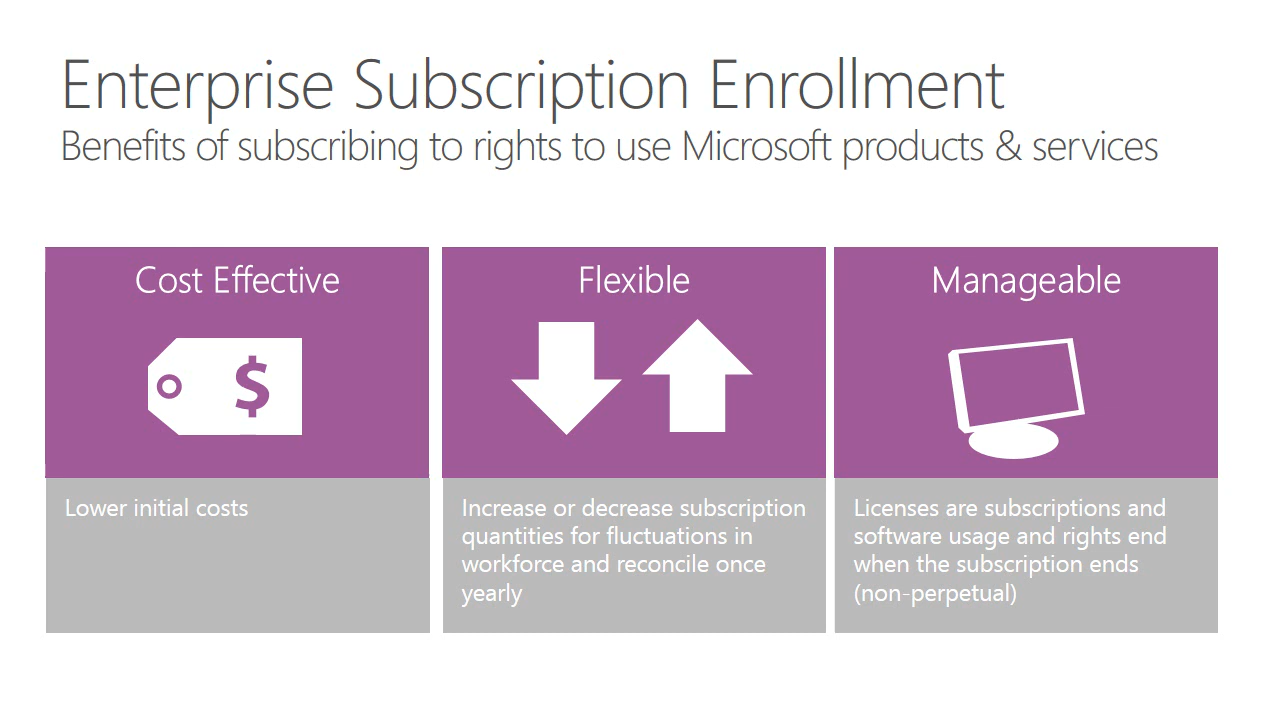 Enterprise Subscription Enrollment
Benefits of subscribing to rights to use Microsoft products & services
Cost Effective
$
Lower initial costs
Flexible
Increase or decrease subscription
quantities for fluctuations in
workforce and reconcile once
yearly
Manageable
Licenses are subscriptions and
software usage and rights end
when the subscription ends
(non-perpetual)